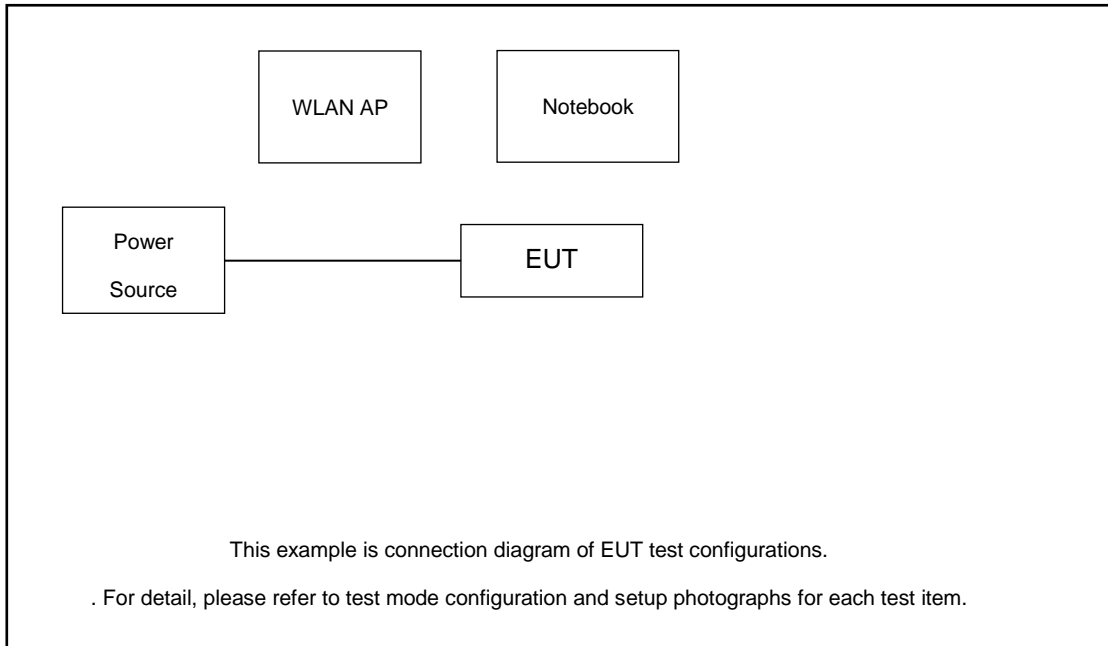 WLAN AP
Notebook
Power
Source
EUT
This example is connection diagram of EUT test configurations.
. For detail, please refer to test mode configuration and setup photographs for each test item.